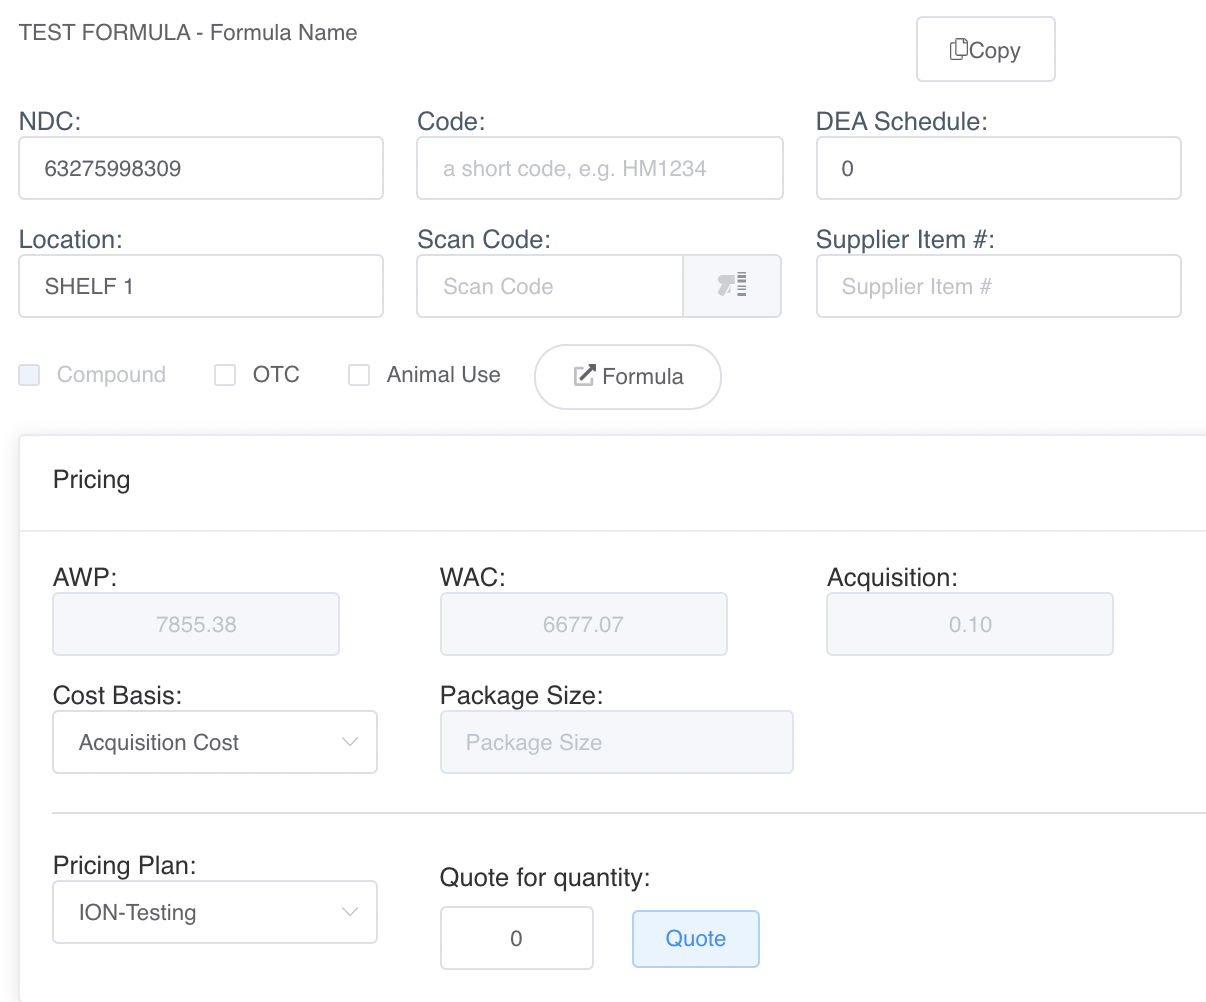 TEST FORMULA - Formula Name
Copy
NDC: Code: DEA Schedule:
63275998309 a short code, e.g. HM1234 0
Location: Scan Code: Supplier Item #:
SHELF 1 Scan Code Supplier Item #
Compound OTC Animal Use Formula
Pricing
AWP: WAC: Acquisition:
7855.38 6677.07 0.10
Cost Basis: Package Size:
Acquisition Cost Package Size
Pricing Plan: Quote for quantity:
ION-Testing 0 Quote